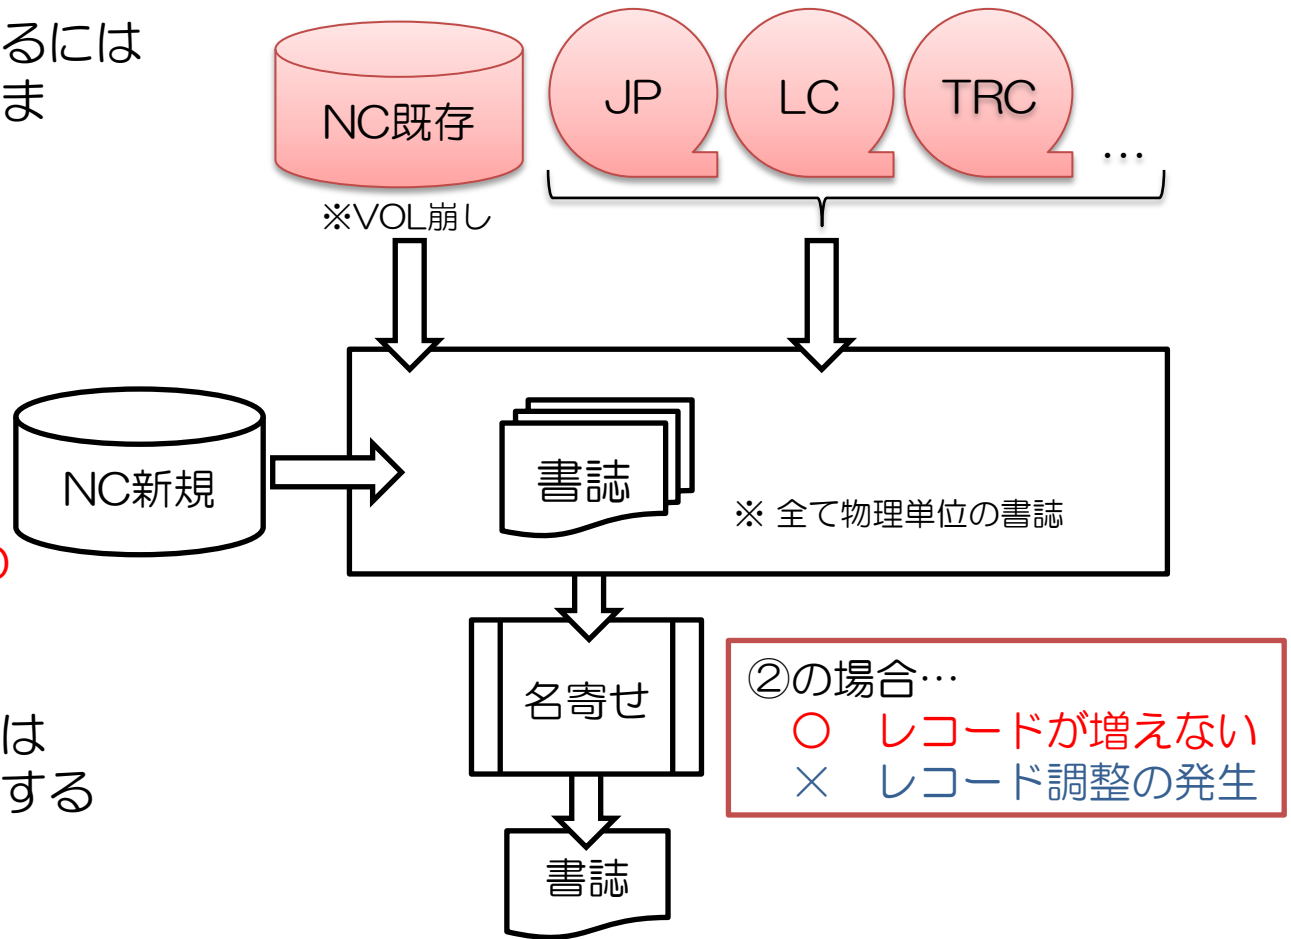 るには
ま
NC既存
JP
LC
TRC
…
※VOL崩し
NC新規
書誌
※ 全て物理単位の書誌
の
は
する
名寄せ
②の場合…
○ レコードが増えない
× レコード調整の発生
書誌